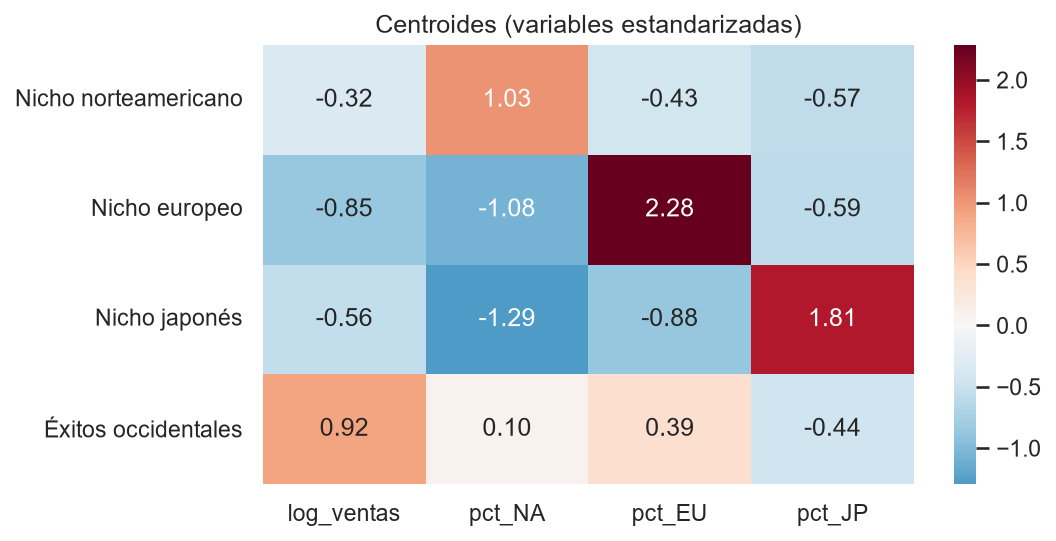 Centroides (variables estandarizadas)
Nicho norteamericano -0.32 1.03 -0.43 -0.57
Nicho europeo -0.85 -1.08 2.28 -0.59
Nicho japonés -0.56 -1.29 -0.88 1.81
Éxitos occidentales 0.92 0.10 0.39 -0.44
log_ventas pct_NA pct_EU pct_JP
2.0
1.5
1.0
0.5
0.0
−0.5
−1.0